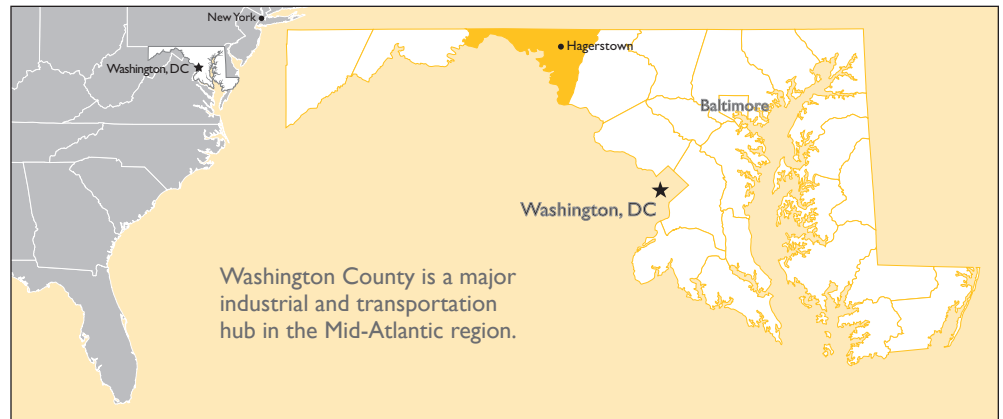 New York
Washington, DC
Hagerstown
Baltimore
Washington, DC
Washington County is a major
industrial and transportation
hub in the Mid-Atlantic region.